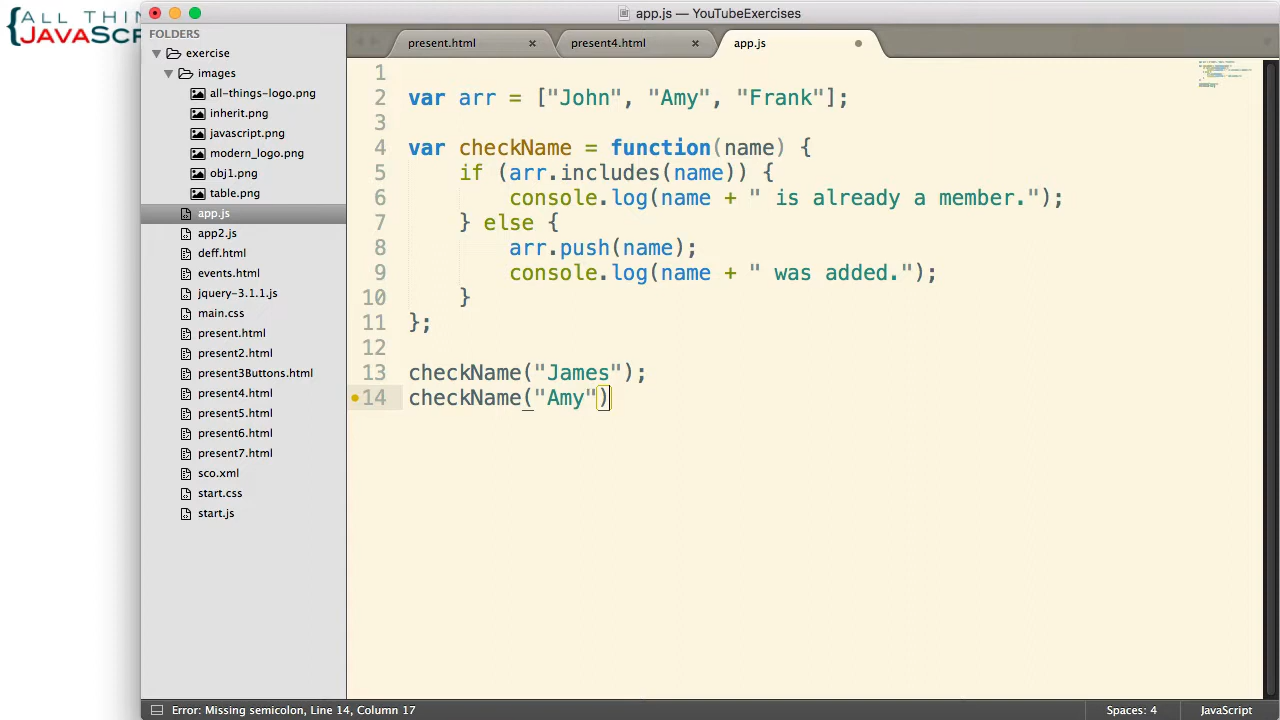 {ALL THIN
JAVASCR
app.js — YouTubeExercises
FOLDERS
exercise
images
all-things-logo.png
inherit.png
javascript.png
modern_logo.png
obj1.png
table.png
app.js
app2.js
deff.html
events.html
jquery-3.1.1.js
main.css
present.html
present2.html
present3Buttons.html
present4.html
present5.html
present6.html
present7.html
sco.xml
start.css
start.js
present.html × present4.html × app.js
1
2 var arr = ["John", "Amy", "Frank"];
3
4 var checkName = function(name) {
5     if (arr.includes(name)) {
6         console.log(name + " is already a member.");
7     } else {
8         arr.push(name);
9         console.log(name + " was added.");
10     }
11 };
12
13 checkName("James");
14 checkName("Amy")
Error: Missing semicolon, Line 14, Column 17 Spaces: 4 JavaScript